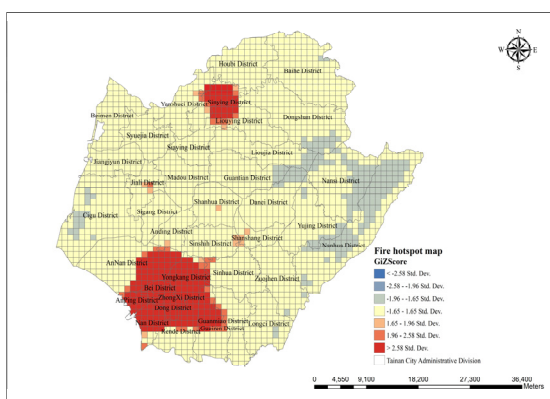 N
W E
S
Houbi District
Baihe District
Yanshuei District
Xinying District
Beimen District
Liouying District
Dongshan District
Syuejia District
Siaying District
Lioujia District
Jiangjyun District
Madou District
Guantian District
Nansi District
Jiali District
Shanhua District
Danei District
Cigu District
Sigang District
Yujing District
Anding District
Shanshang District
Sinshih District
Nanhua District
AnNan District
Sinhua District
Zuojhen District
Yongkang District
Bei District
AnPing District
ZhongXi District
Dong District
Nan District
Guanmiao District
Rende District
Longci District
Fire hotspot map
GiZScore
< -2.58 Std. Dev.
-2.58 - -1.96 Std. Dev.
-1.96 - -1.65 Std. Dev.
-1.65 - 1.65 Std. Dev.
1.65 - 1.96 Std. Dev.
1.96 - 2.58 Std. Dev.
> 2.58 Std. Dev.
Tainan City Administrative Division
0 4,550 9,100 18,200 27,300 36,400
Meters